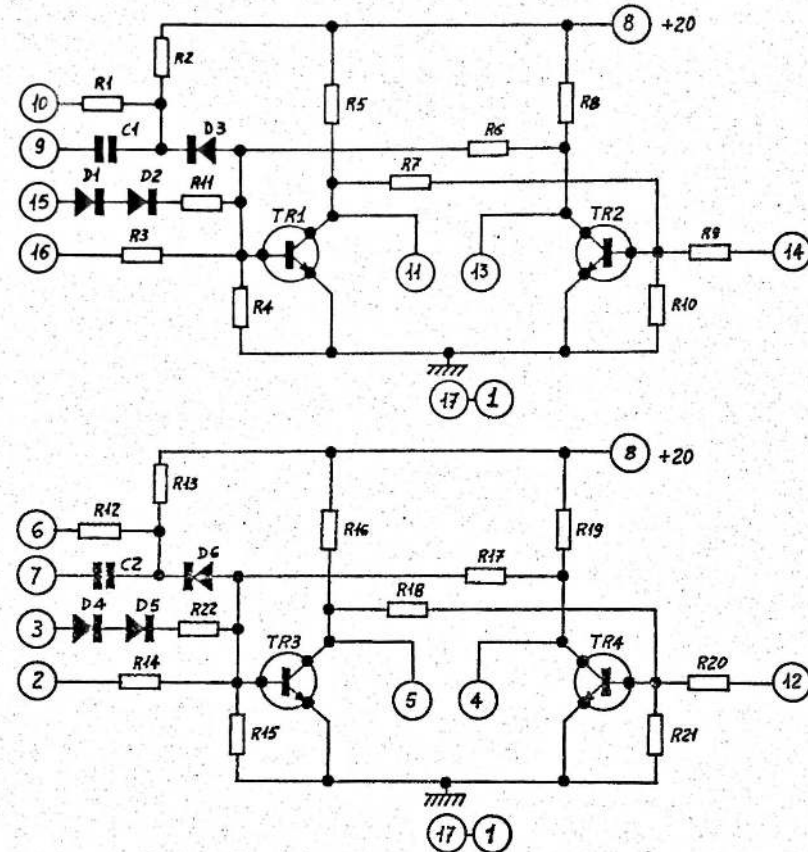 8 +20
R2
R1
10
R5
R8
9
C1
D3
R6
R7
15
D1
D2
R11
TR1
TR2
16
R3
11
13
R9
14
R4
R10
17 - 1
8 +20
R13
R12
6
R16
R19
7
C2
D6
R17
R18
3
D4
D5
R22
TR3
TR4
2
R14
5
4
R20
12
R15
R21
17 - 1